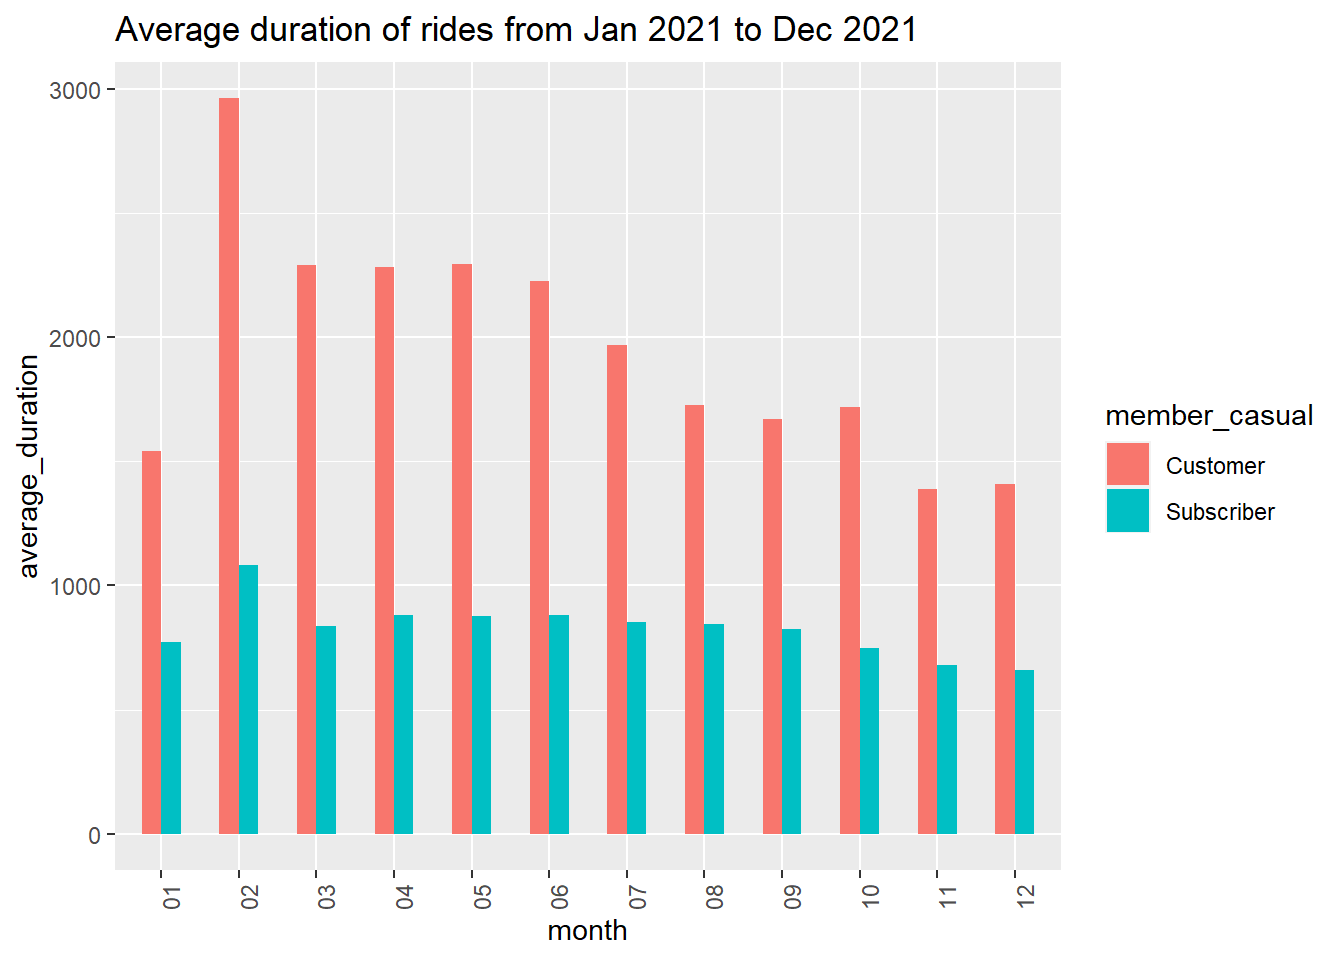 Average duration of rides from Jan 2021 to Dec 2021
average_duration
3000
2000
1000
0
01
02
03
04
05
06
07
08
09
10
11
12
month
member_casual
Customer
Subscriber